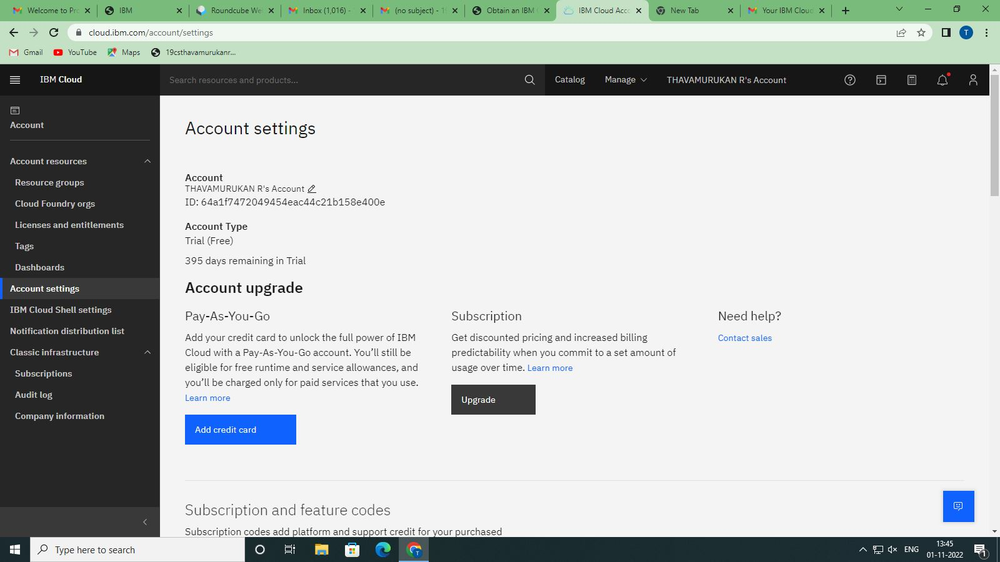 Welcome to Pro
IBM
Roundcube We
Inbox (1,016) -
(no subject) - 1
Obtain an IBM
IBM Cloud Acc
New Tab
Your IBM Cloud
cloud.ibm.com/account/settings
T
Gmail
YouTube
Maps
19csthavamurukanr...
IBM Cloud
Search resources and products...
Catalog
Manage
THAVAMURUKAN R's Account
Account
Account resources
Resource groups
Cloud Foundry orgs
Licenses and entitlements
Tags
Dashboards
Account settings
IBM Cloud Shell settings
Notification distribution list
Classic infrastructure
Subscriptions
Audit log
Company information
Account settings
Account
THAVAMURUKAN R's Account
ID: 64a1f7472049454eac44c21b158e400e
Account Type
Trial (Free)
395 days remaining in Trial
Account upgrade
Pay-As-You-Go
Add your credit card to unlock the full power of IBM
Cloud with a Pay-As-You-Go account. You’ll still be
eligible for free runtime and service allowances, and
you’ll be charged only for paid services that you use.
Learn more
Add credit card
Subscription
Get discounted pricing and increased billing
predictability when you commit to a set amount of
usage over time. Learn more
Upgrade
Need help?
Contact sales
Subscription and feature codes
Subscription codes add platform and support credit for your purchased
Type here to search
T
ENG
13:45
01-11-2022
1